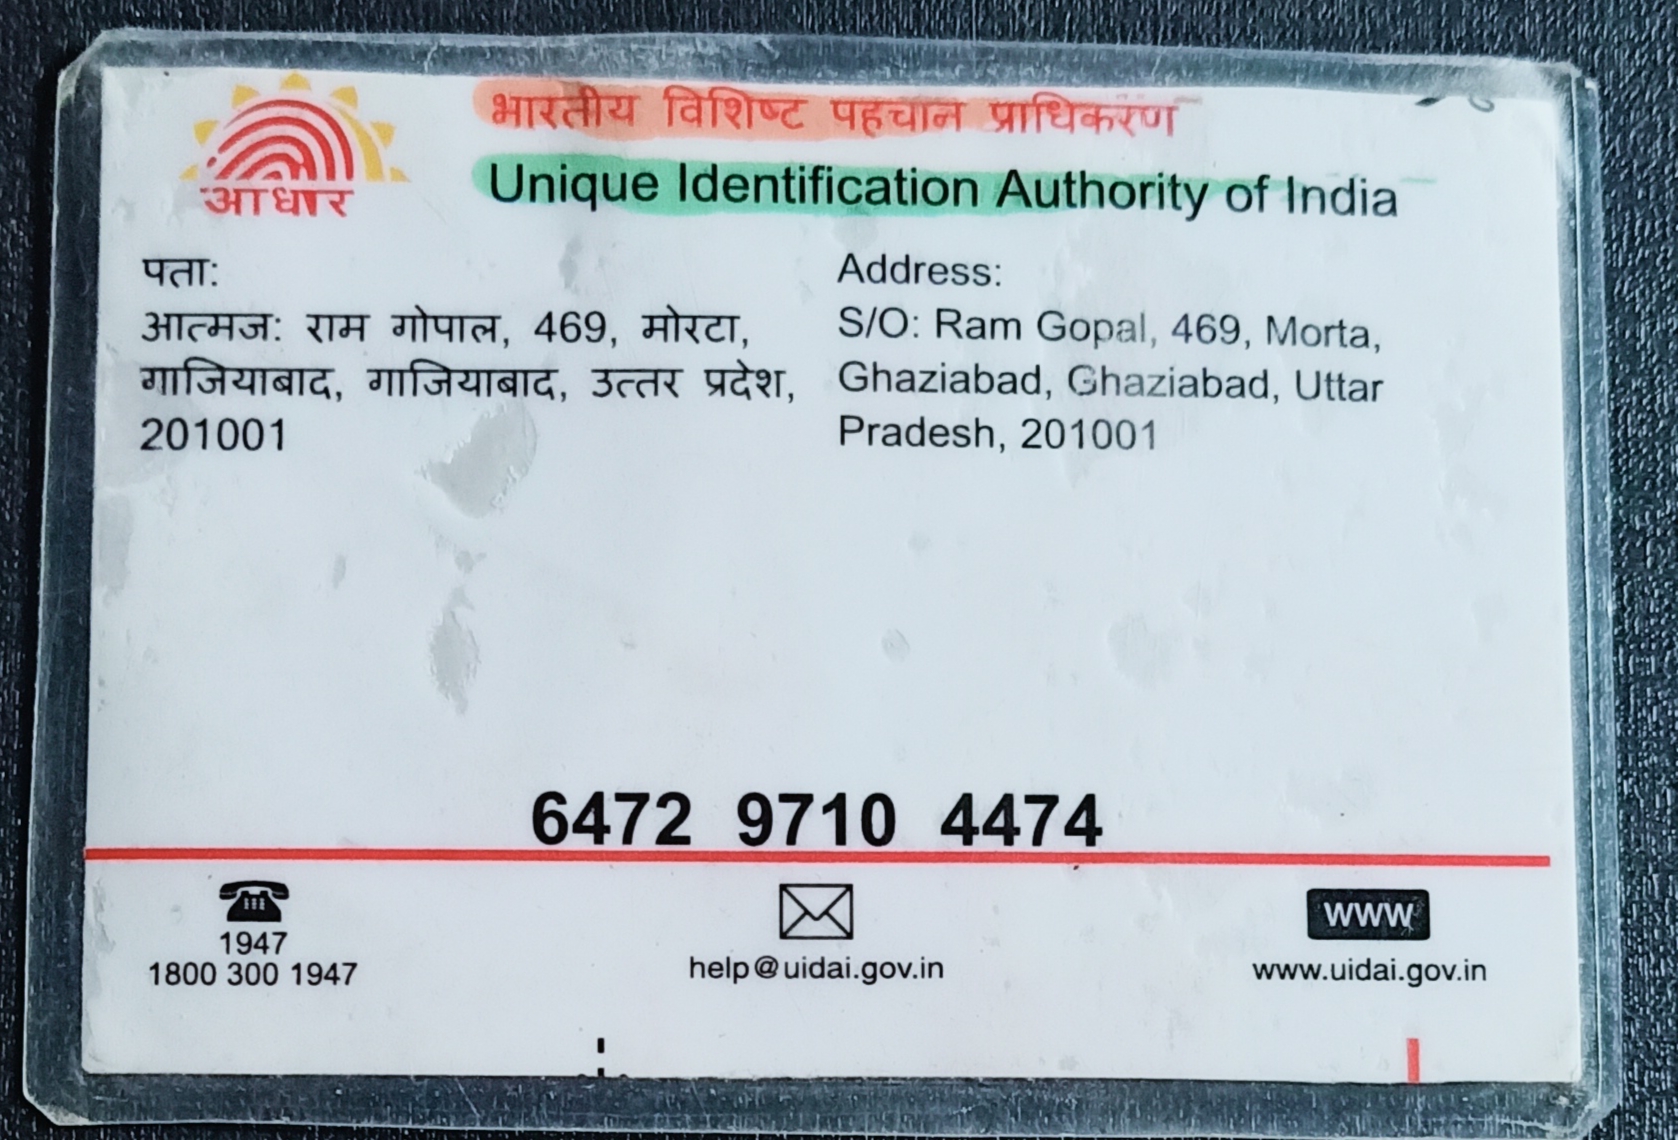 भारतीय विशिष्ट पहचान प्राधिकरण
Unique Identification Authority of India
आधार
पता:
आत्मज: राम गोपाल, 469, मोरटा,
गाजियाबाद, गाजियाबाद, उत्तर प्रदेश,
201001
Address:
S/O: Ram Gopal, 469, Morta,
Ghaziabad, Ghaziabad, Uttar
Pradesh, 201001
6472 9710 4474
1947
1800 300 1947
help@uidai.gov.in
www
www.uidai.gov.in